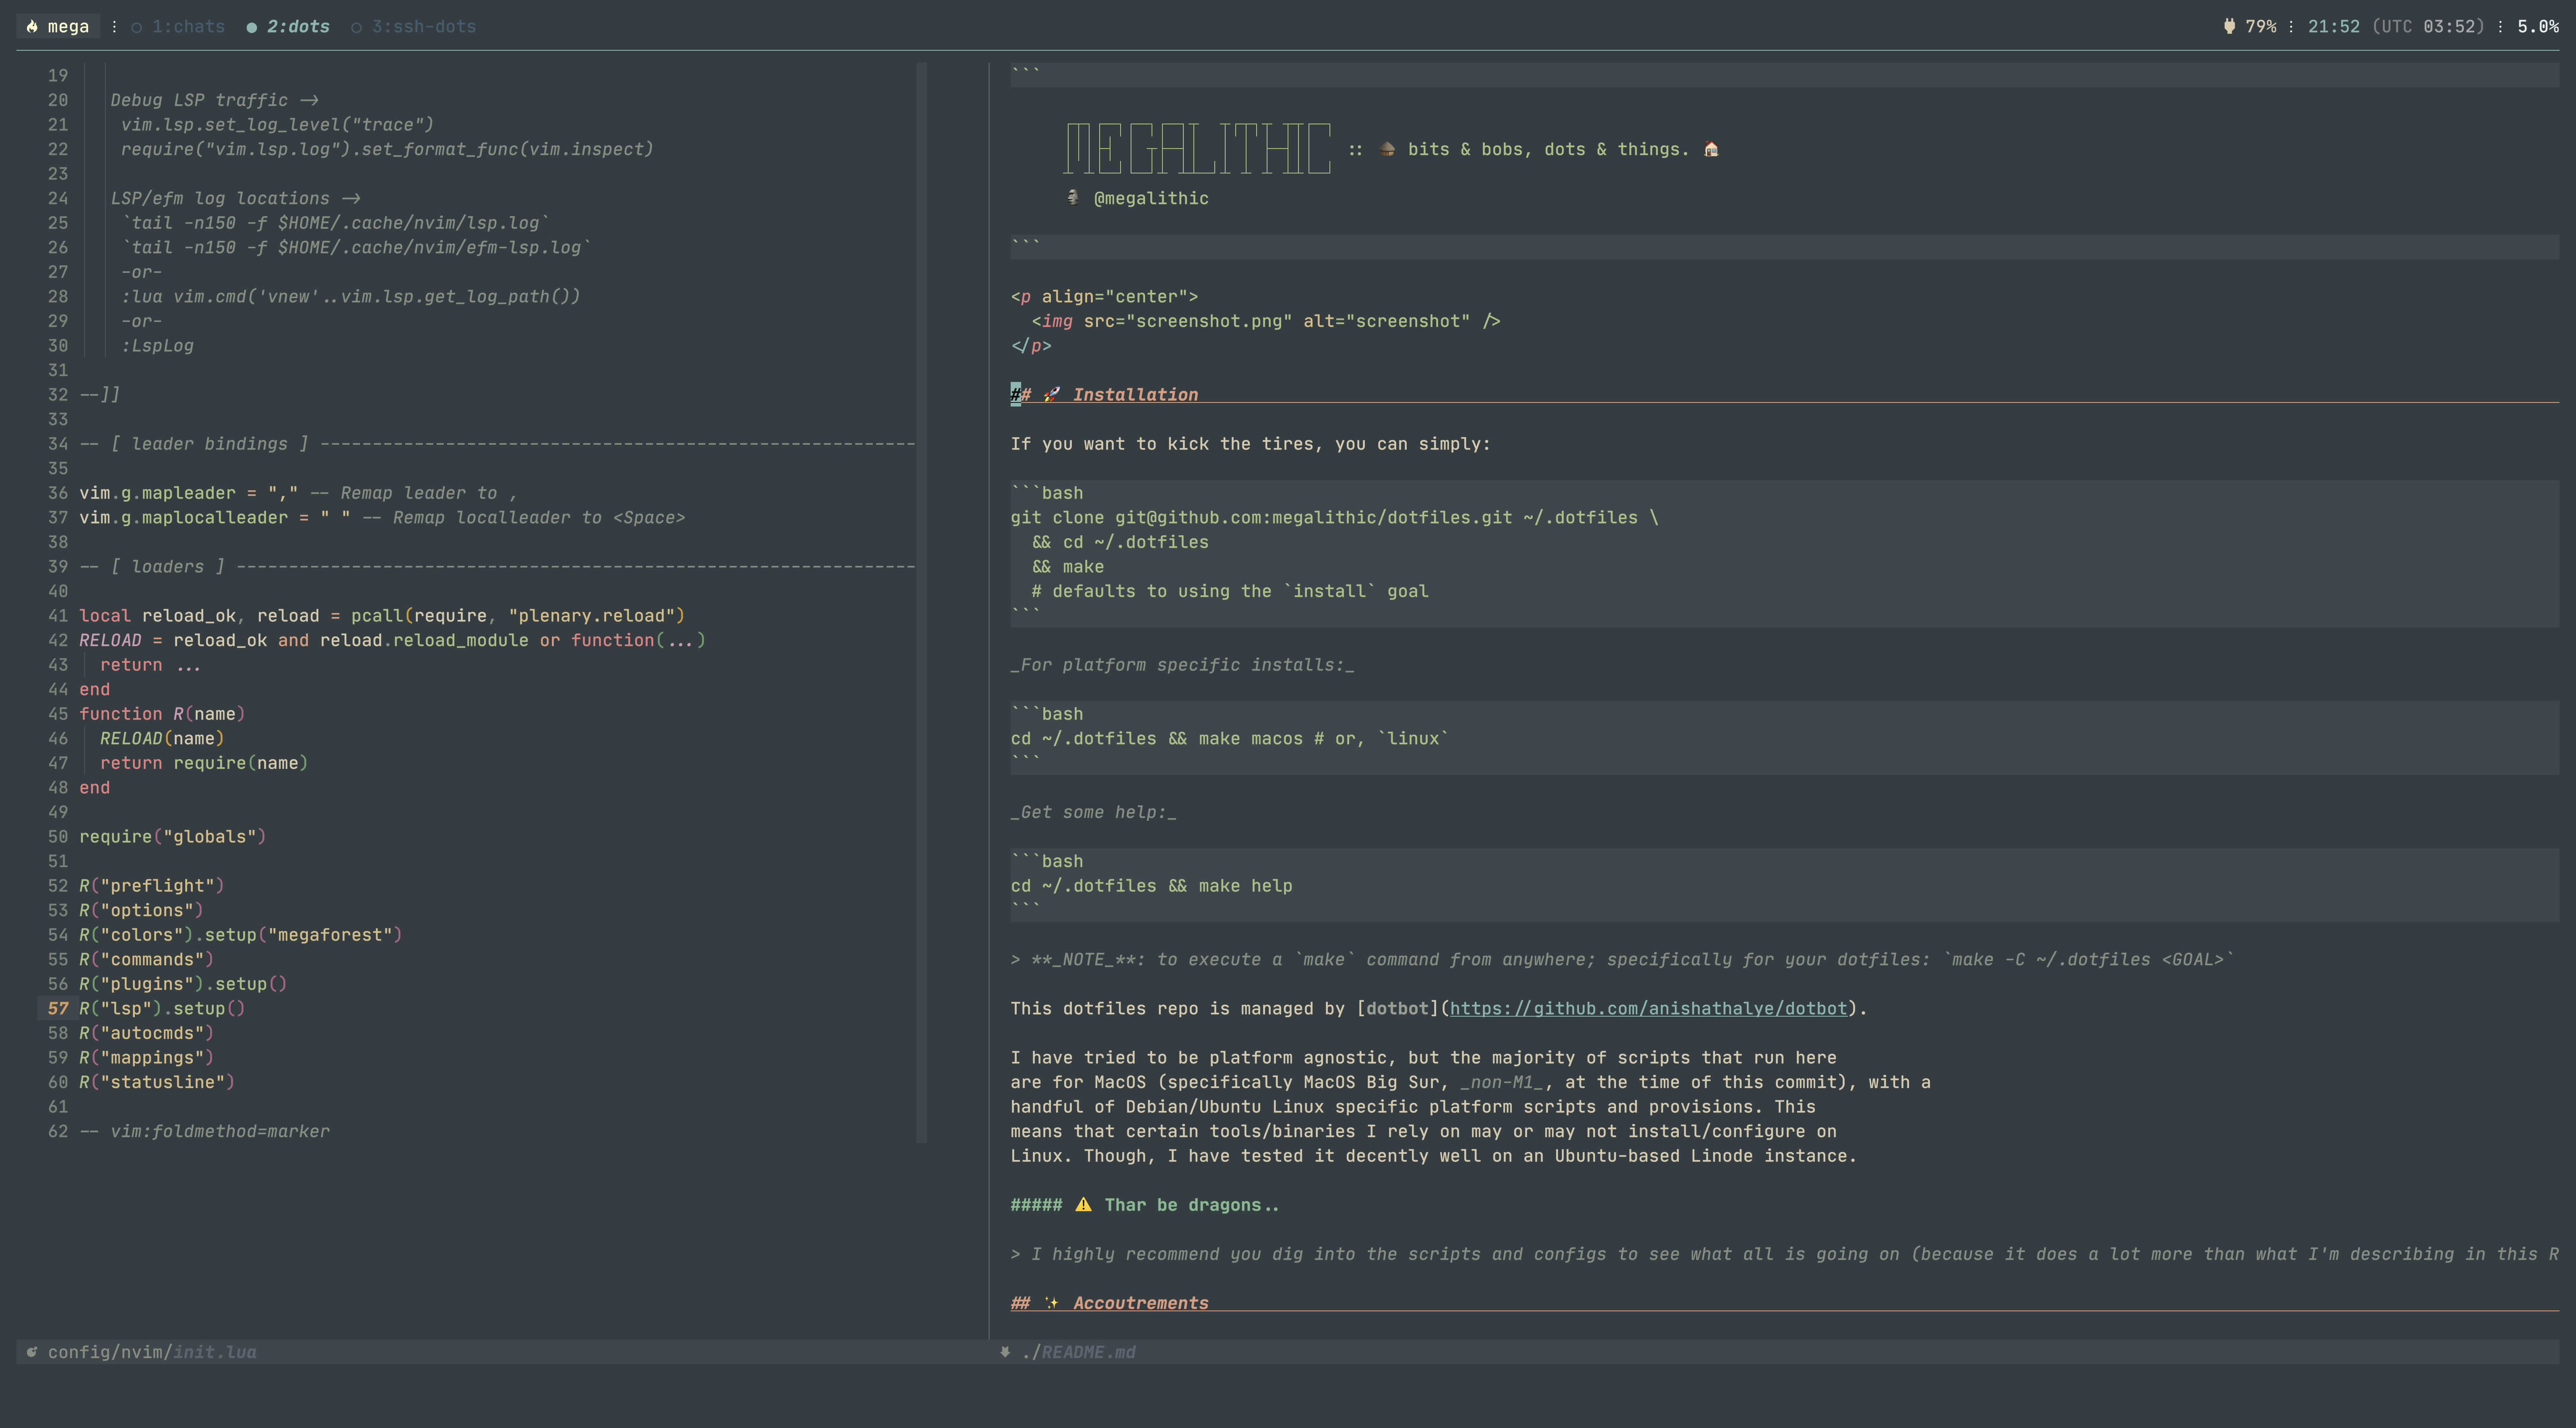 mega ⋮ ○ 1:chats ● 2:dots ○ 3:ssh-dots
79% ⋮ 21:52 (UTC 03:52) ⋮ 5.0%
19
20 Debug LSP traffic ->
21 vim.lsp.set_log_level("trace")
22 require("vim.lsp.log").set_format_func(vim.inspect)
23
24 LSP/efm log locations ->
25 `tail -n150 -f $HOME/.cache/nvim/lsp.log`
26 `tail -n150 -f $HOME/.cache/nvim/efm-lsp.log`
27 -or-
28 :lua vim.cmd('vnew'..vim.lsp.get_log_path())
29 -or-
30 :LspLog
31
32 --]]
33
34 -- [ leader bindings ] ---------------------------------------------------------
35
36 vim.g.mapleader = "," -- Remap leader to ,
37 vim.g.maplocalleader = " " -- Remap localleader to <Space>
38
39 -- [ loaders ] -----------------------------------------------------------------
40
41 local reload_ok, reload = pcall(require, "plenary.reload")
42 RELOAD = reload_ok and reload.reload_module or function(...)
43 return ...
44 end
45 function R(name)
46 RELOAD(name)
47 return require(name)
48 end
49
50 require("globals")
51
52 R("preflight")
53 R("options")
54 R("colors").setup("megaforest")
55 R("commands")
56 R("plugins").setup()
57 R("lsp").setup()
58 R("autocmds")
59 R("mappings")
60 R("statusline")
61
62 -- vim:foldmethod=marker
config/nvim/init.lua
```
MEGALITHIC :: 🛖 bits & bobs, dots & things. 🏠
🗿 @megalithic
```
<p align="center">
<img src="screenshot.png" alt="screenshot" />
</p>
## 🚀 Installation
If you want to kick the tires, you can simply:
```bash
git clone git@github.com:megalithic/dotfiles.git ~/.dotfiles \
&& cd ~/.dotfiles
&& make
# defaults to using the `install` goal
```
_For platform specific installs:_
```bash
cd ~/.dotfiles && make macos # or, `linux`
```
_Get some help:_
```bash
cd ~/.dotfiles && make help
```
> **_NOTE_**: to execute a `make` command from anywhere; specifically for your dotfiles: `make -C ~/.dotfiles <GOAL>`
This dotfiles repo is managed by [dotbot](https://github.com/anishathalye/dotbot).
I have tried to be platform agnostic, but the majority of scripts that run here
are for MacOS (specifically MacOS Big Sur, _non-M1_, at the time of this commit), with a
handful of Debian/Ubuntu Linux specific platform scripts and provisions. This
means that certain tools/binaries I rely on may or may not install/configure on
Linux. Though, I have tested it decently well on an Ubuntu-based Linode instance.
##### ⚠️ Thar be dragons..
> I highly recommend you dig into the scripts and configs to see what all is going on (because it does a lot more than what I'm describing in this R
## ✨ Accoutrements
./README.md